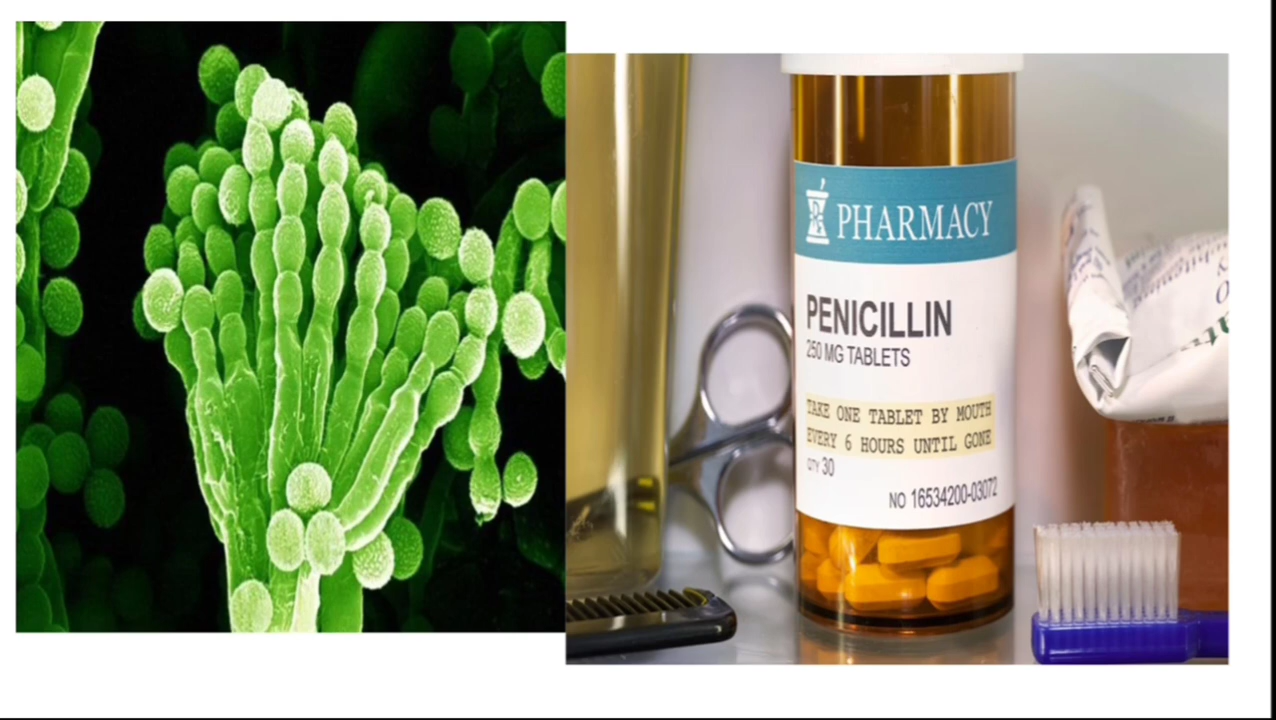 PHARMACY
PENICILLIN
250 MG TABLETS
TAKE ONE TABLET BY MOUTH
EVERY 6 HOURS UNTIL GONE
QTY 30
NO 16534200-03072